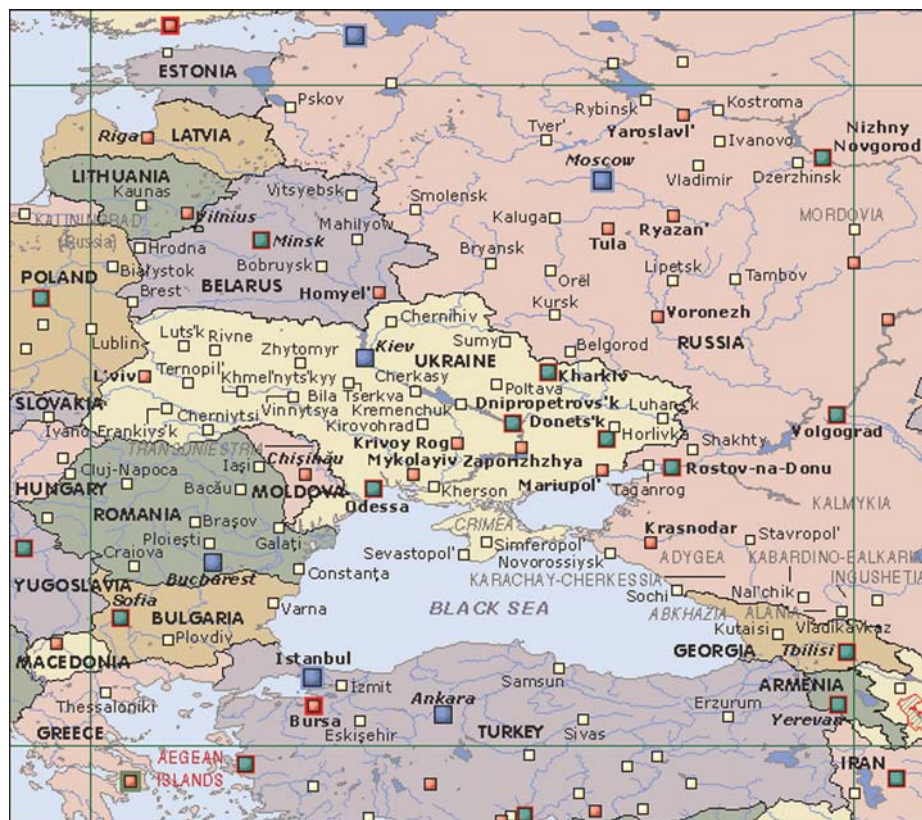 ESTONIA
Pskov
Rybinsk
Kostroma
Yaroslavl'
Riga
LATVIA
Tver'
Ivanovo
Nizhny
Novgorod
Moscow
Vladimir
Dzerzhinsk
LITHUANIA
Kaunas
Vitsyebsk
Smolensk
Vilnius
KALININGRAD
(Russia)
Mahilyow
Kaluga
Ryazan'
MORDOVIA
Tula
Hrodna
Minsk
Bryansk
Białystok
POLAND
Bobruysk
Orël
Lipetsk
Tambov
Brest
BELARUS
Homyel'
Kursk
Voronezh
Chernihiv
Lublin
Luts'k
Rivne
Kiev
Sumy
Belgorod
RUSSIA
Zhytomyr
UKRAINE
L'viv
Ternopil'
Khmel'nyts'kyy
Cherkasy
Kharkiv
Poltava
Bila Tserkva
Vinnytsya
Kremenchuk
Dnipropetrovs'k
Luhansk
SLOVAKIA
Chernivtsi
Kirovohrad
Donets'k
Horlivka
Volgograd
Ivano-Frankivs'k
TRANSDNIESTRIA
Krivoy Rog
Shakhty
Cluj-Napoca
Iaşi
Chişinău
Mykolayiv
Zaporizhzhya
Rostov-na-Donu
HUNGARY
Bacău
MOLDOVA
Kherson
Mariupol'
Taganrog
Odessa
KALMYKIA
ROMANIA
Braşov
CRIMEA
Krasnodar
Stavropol'
Ploieşti
Galaţi
Simferopol'
Craiova
Sevastopol'
Novorossiysk
ADYGEA
KABARDINO-BALKARIA
YUGOSLAVIA
Bucharest
Constanţa
KARACHAY-CHERKESSIA
INGUSHETIA
Sochi
Nal'chik
Sofia
BULGARIA
Varna
BLACK SEA
ABKHAZIA
ALANIA
Vladikavkaz
Plovdiv
Kutaisi
MACEDONIA
GEORGIA
Tbilisi
Istanbul
İzmit
Ankara
Samsun
ARMENIA
Thessaloniki
Bursa
Erzurum
Yerevan
GREECE
Eskişehir
TURKEY
Sivas
AEGEAN
ISLANDS
IRAN